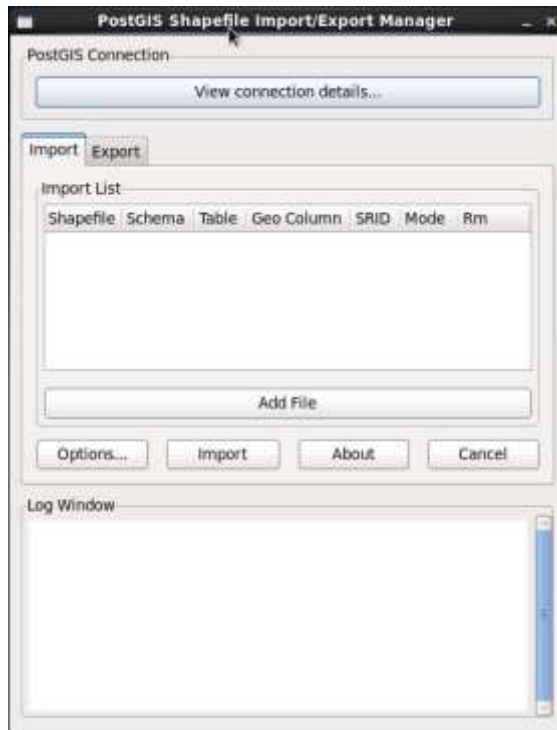 PostGIS Shapefile Import/Export Manager
PostGIS Connection
View connection details...
Import Export
Import List
Shapefile Schema Table Geo Column SRID Mode Rm
Add File
Options... Import About Cancel
Log Window